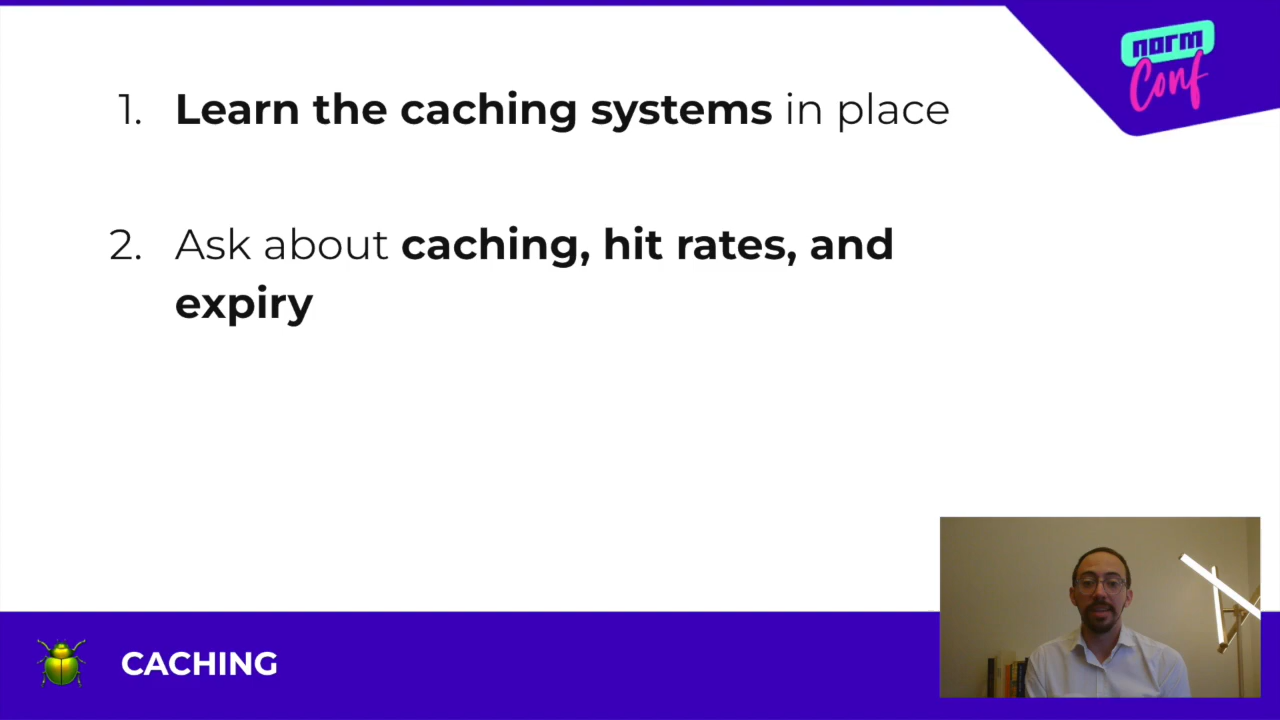 norm
Conf
1. Learn the caching systems in place
2. Ask about caching, hit rates, and
expiry
CACHING